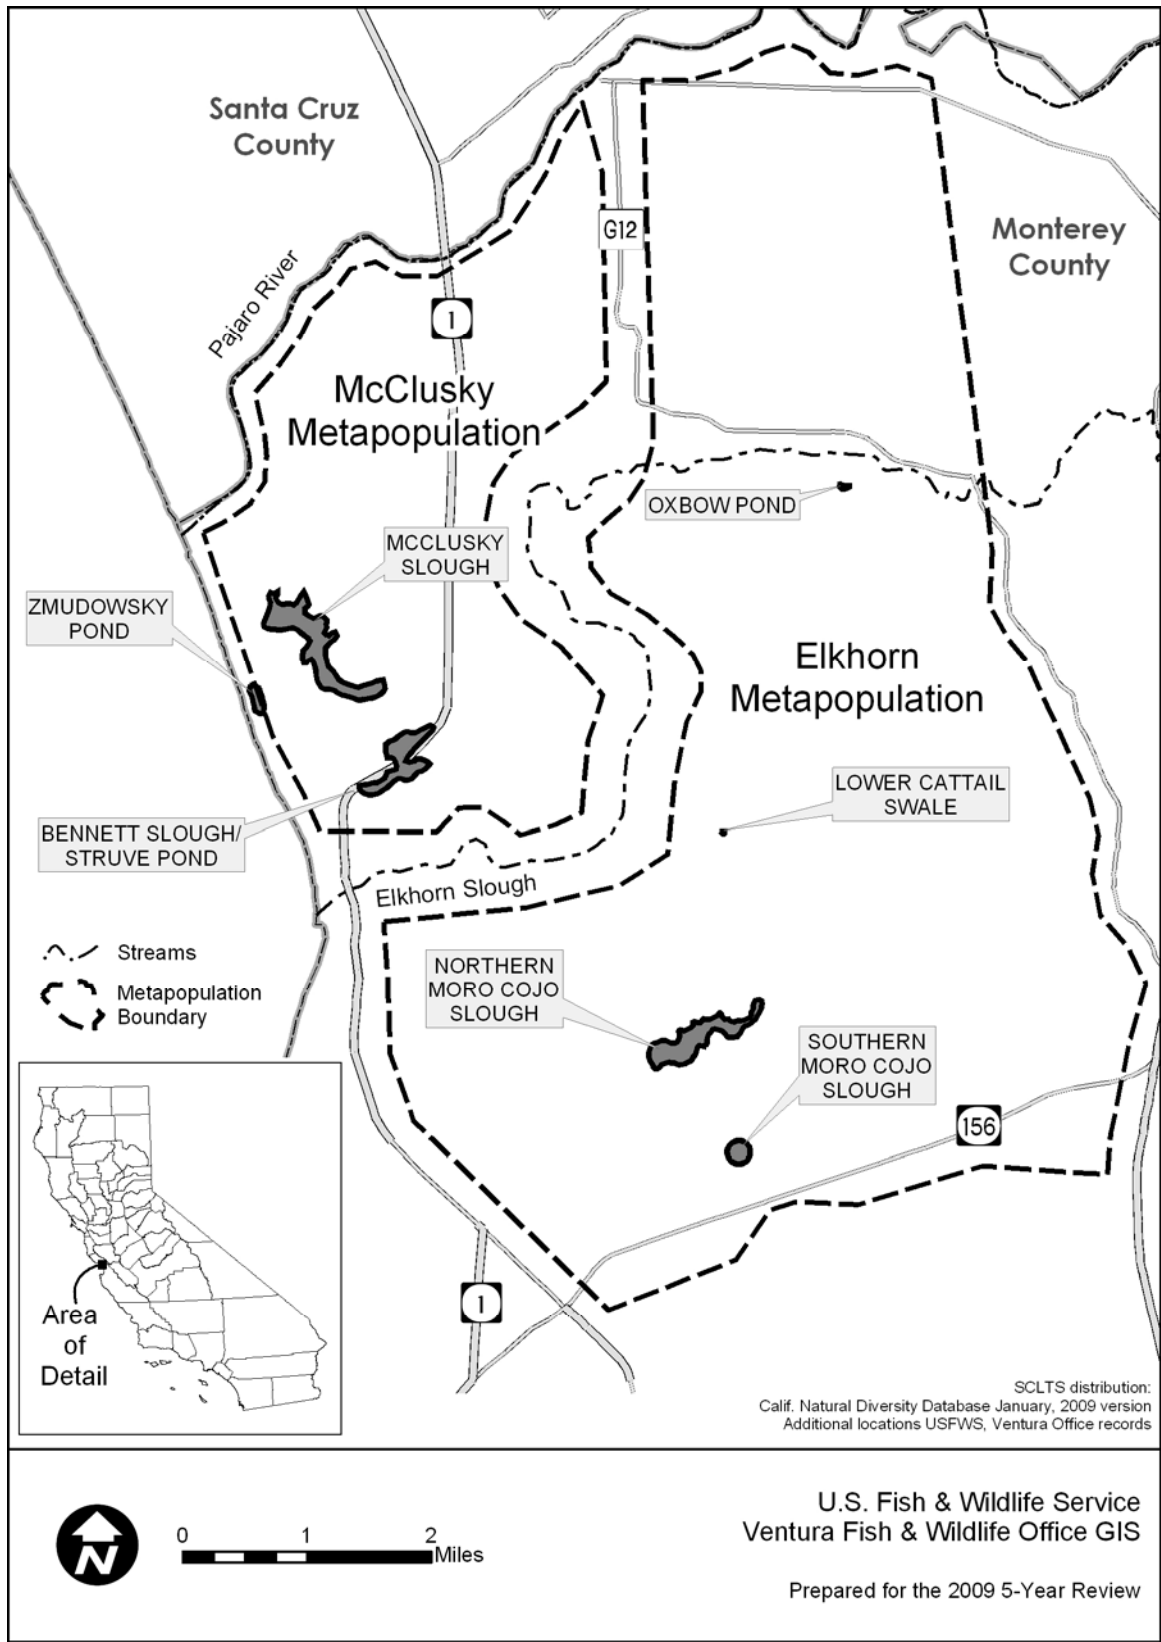 Santa Cruz
County
G12
Monterey
County
Pajaro River
1
McClusky
Metapopulation
OXBOW POND
MCCLUSKY
SLOUGH
ZMUDOWSKY
POND
Elkhorn
Metapopulation
LOWER CATTAIL
SWALE
BENNETT SLOUGH/
STRUVE POND
Elkhorn Slough
Streams
Metapopulation
Boundary
NORTHERN
MORO COJO
SLOUGH
SOUTHERN
MORO COJO
SLOUGH
156
1
Area
of
Detail
SCLTS distribution:
Calif. Natural Diversity Database January, 2009 version
Additional locations USFWS, Ventura Office records
N
0 1 2
Miles
U.S. Fish & Wildlife Service
Ventura Fish & Wildlife Office GIS
Prepared for the 2009 5-Year Review